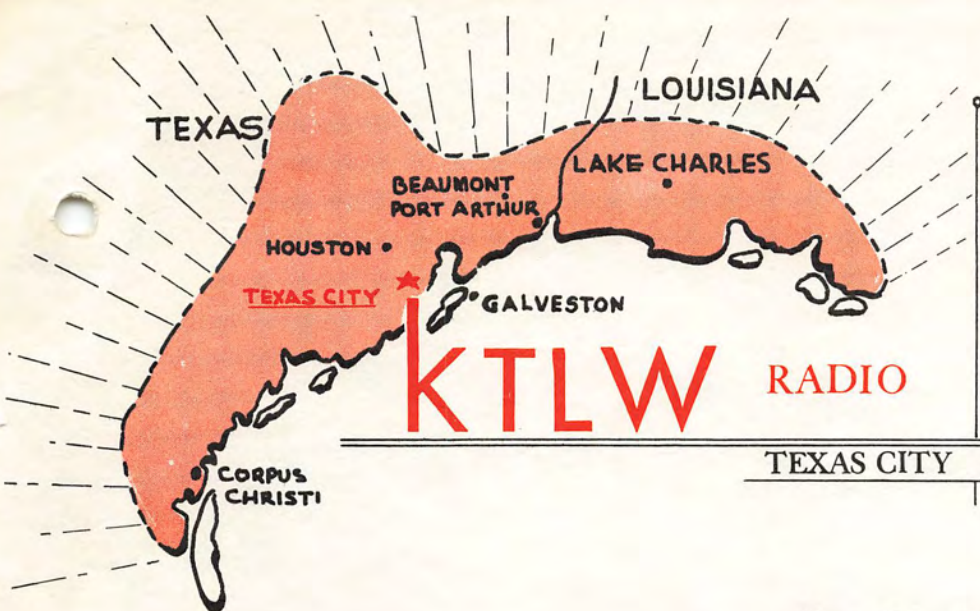 LOUISIANA
TEXAS
LAKE CHARLES
BEAUMONT
PORT ARTHUR
HOUSTON
TEXAS CITY
GALVESTON
KTLW RADIO
TEXAS CITY
CORPUS
CHRISTI